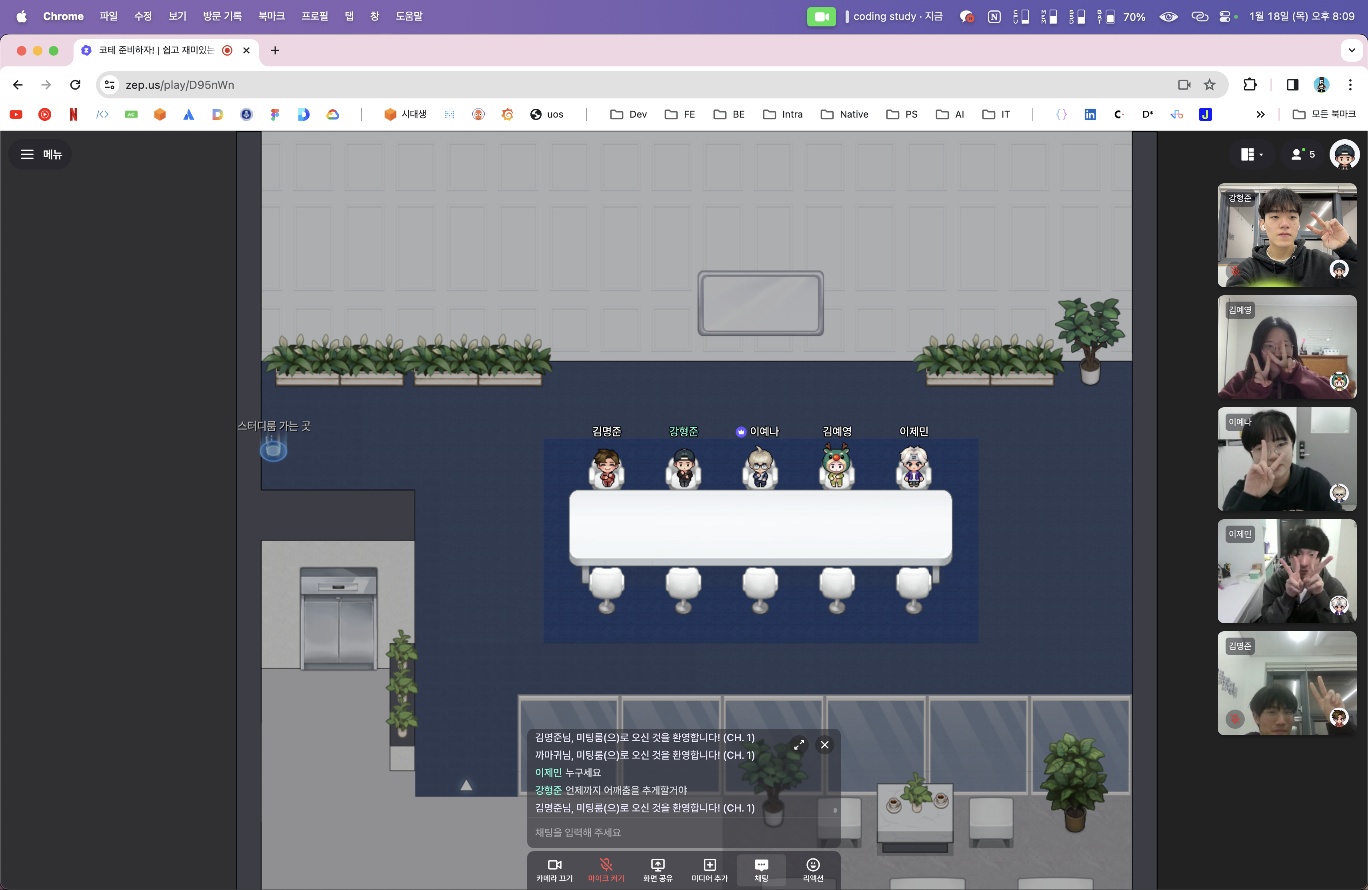 Chrome 파일 수정 보기 방문 기록 북마크 프로필 탭 창 도움말 coding study · 지금 70% 1월 18일 (목) 오후 8:09
코테 준비하자! | 쉽고 재미있는
zep.us/play/D95nWn
시대생 uos Dev FE BE Intra Native PS AI IT 모든 북마크
메뉴
5
강형준
김예영
이예나
이제민
김명준
스터디룸 가는 곳
김명준 강형준 이예나 김예영 이제민
김명준님, 미팅룸(으)로 오신 것을 환영합니다! (CH. 1)
까마귀님, 미팅룸(으)로 오신 것을 환영합니다! (CH. 1)
이제민 누구세요
강형준 언제까지 어깨춤을 추게할거야
김명준님, 미팅룸(으)로 오신 것을 환영합니다! (CH. 1)
채팅을 입력해 주세요
카메라 끄기 마이크 켜기 화면 공유 미디어 추가 채팅 리액션